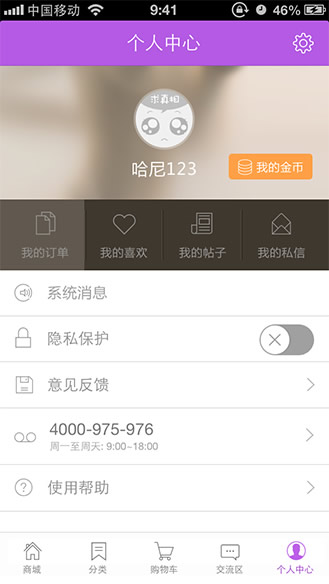 中国移动 9:41 46%
个人中心
求真相
哈尼123
我的金币
我的订单 我的喜欢 我的帖子 我的私信
系统消息
隐私保护
意见反馈
4000-975-976
周一至周天: 9:00~18:00
使用帮助
商城 分类 购物车 交流区 个人中心